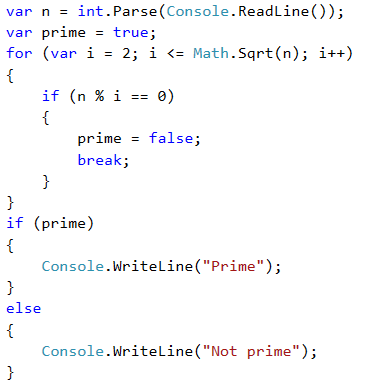 var n = int.Parse(Console.ReadLine());
var prime = true;
for (var i = 2; i <= Math.Sqrt(n); i++)
{
    if (n % i == 0)
    {
        prime = false;
        break;
    }
}
if (prime)
{
    Console.WriteLine("Prime");
}
else
{
    Console.WriteLine("Not prime");
}